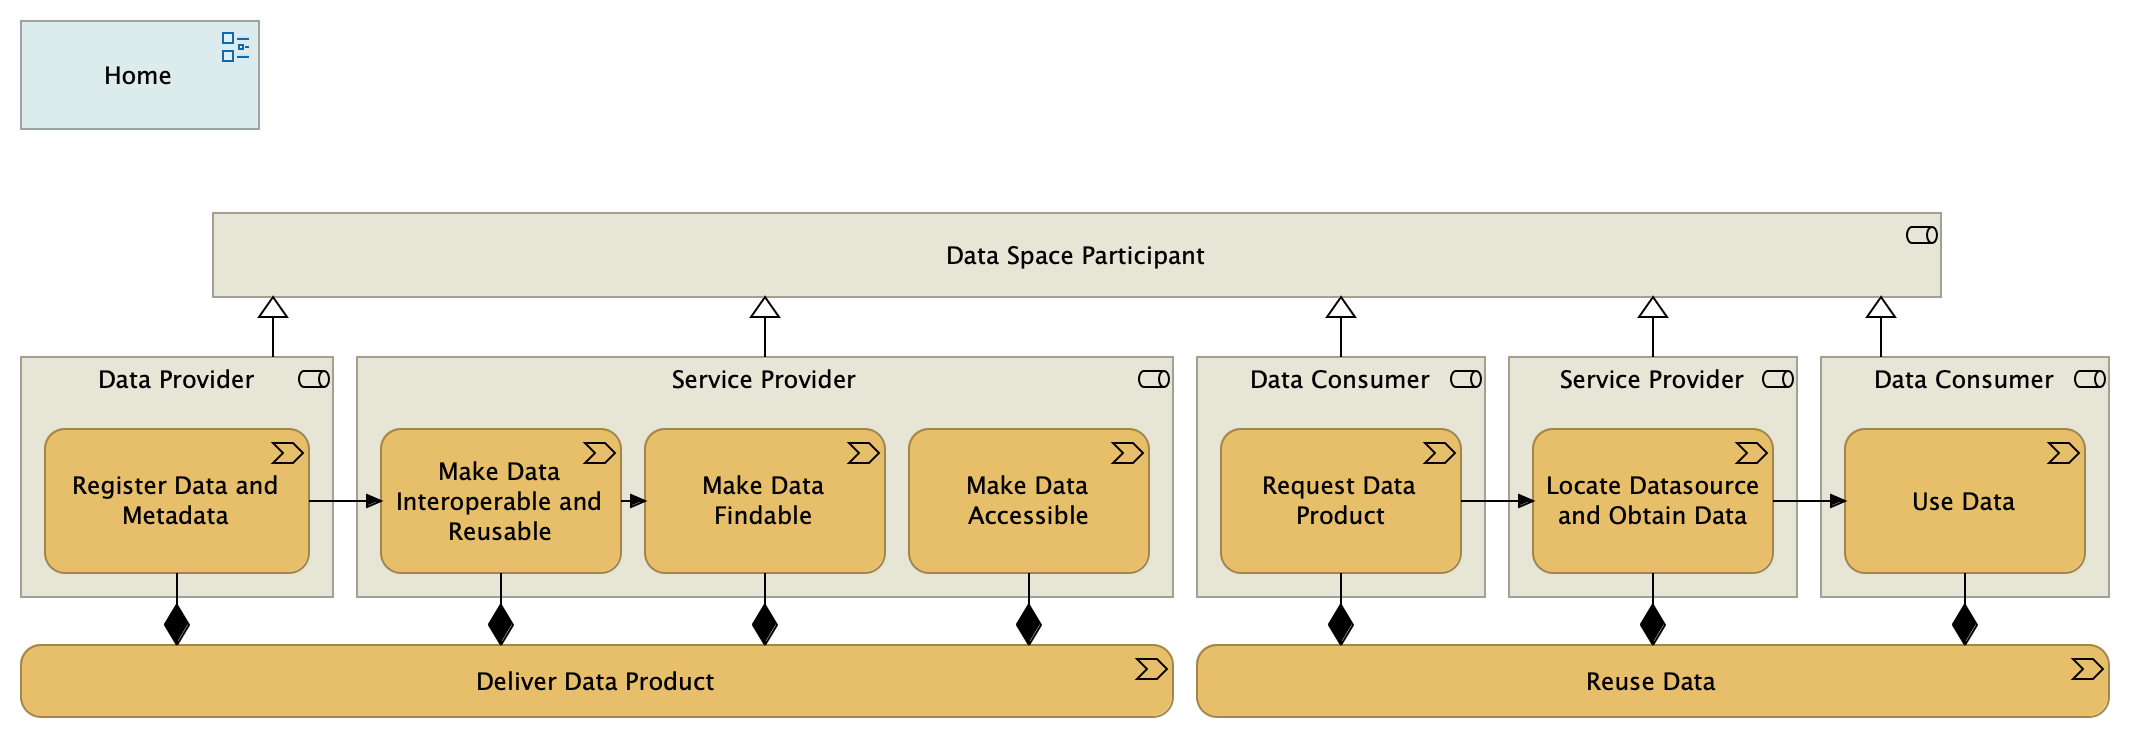 Home
Data Space Participant
Data Provider
Service Provider
Data Consumer
Service Provider
Data Consumer
Register Data and
Metadata
Make Data
Interoperable and
Reusable
Make Data
Findable
Make Data
Accessible
Request Data
Product
Locate Datasource
and Obtain Data
Use Data
Deliver Data Product
Reuse Data